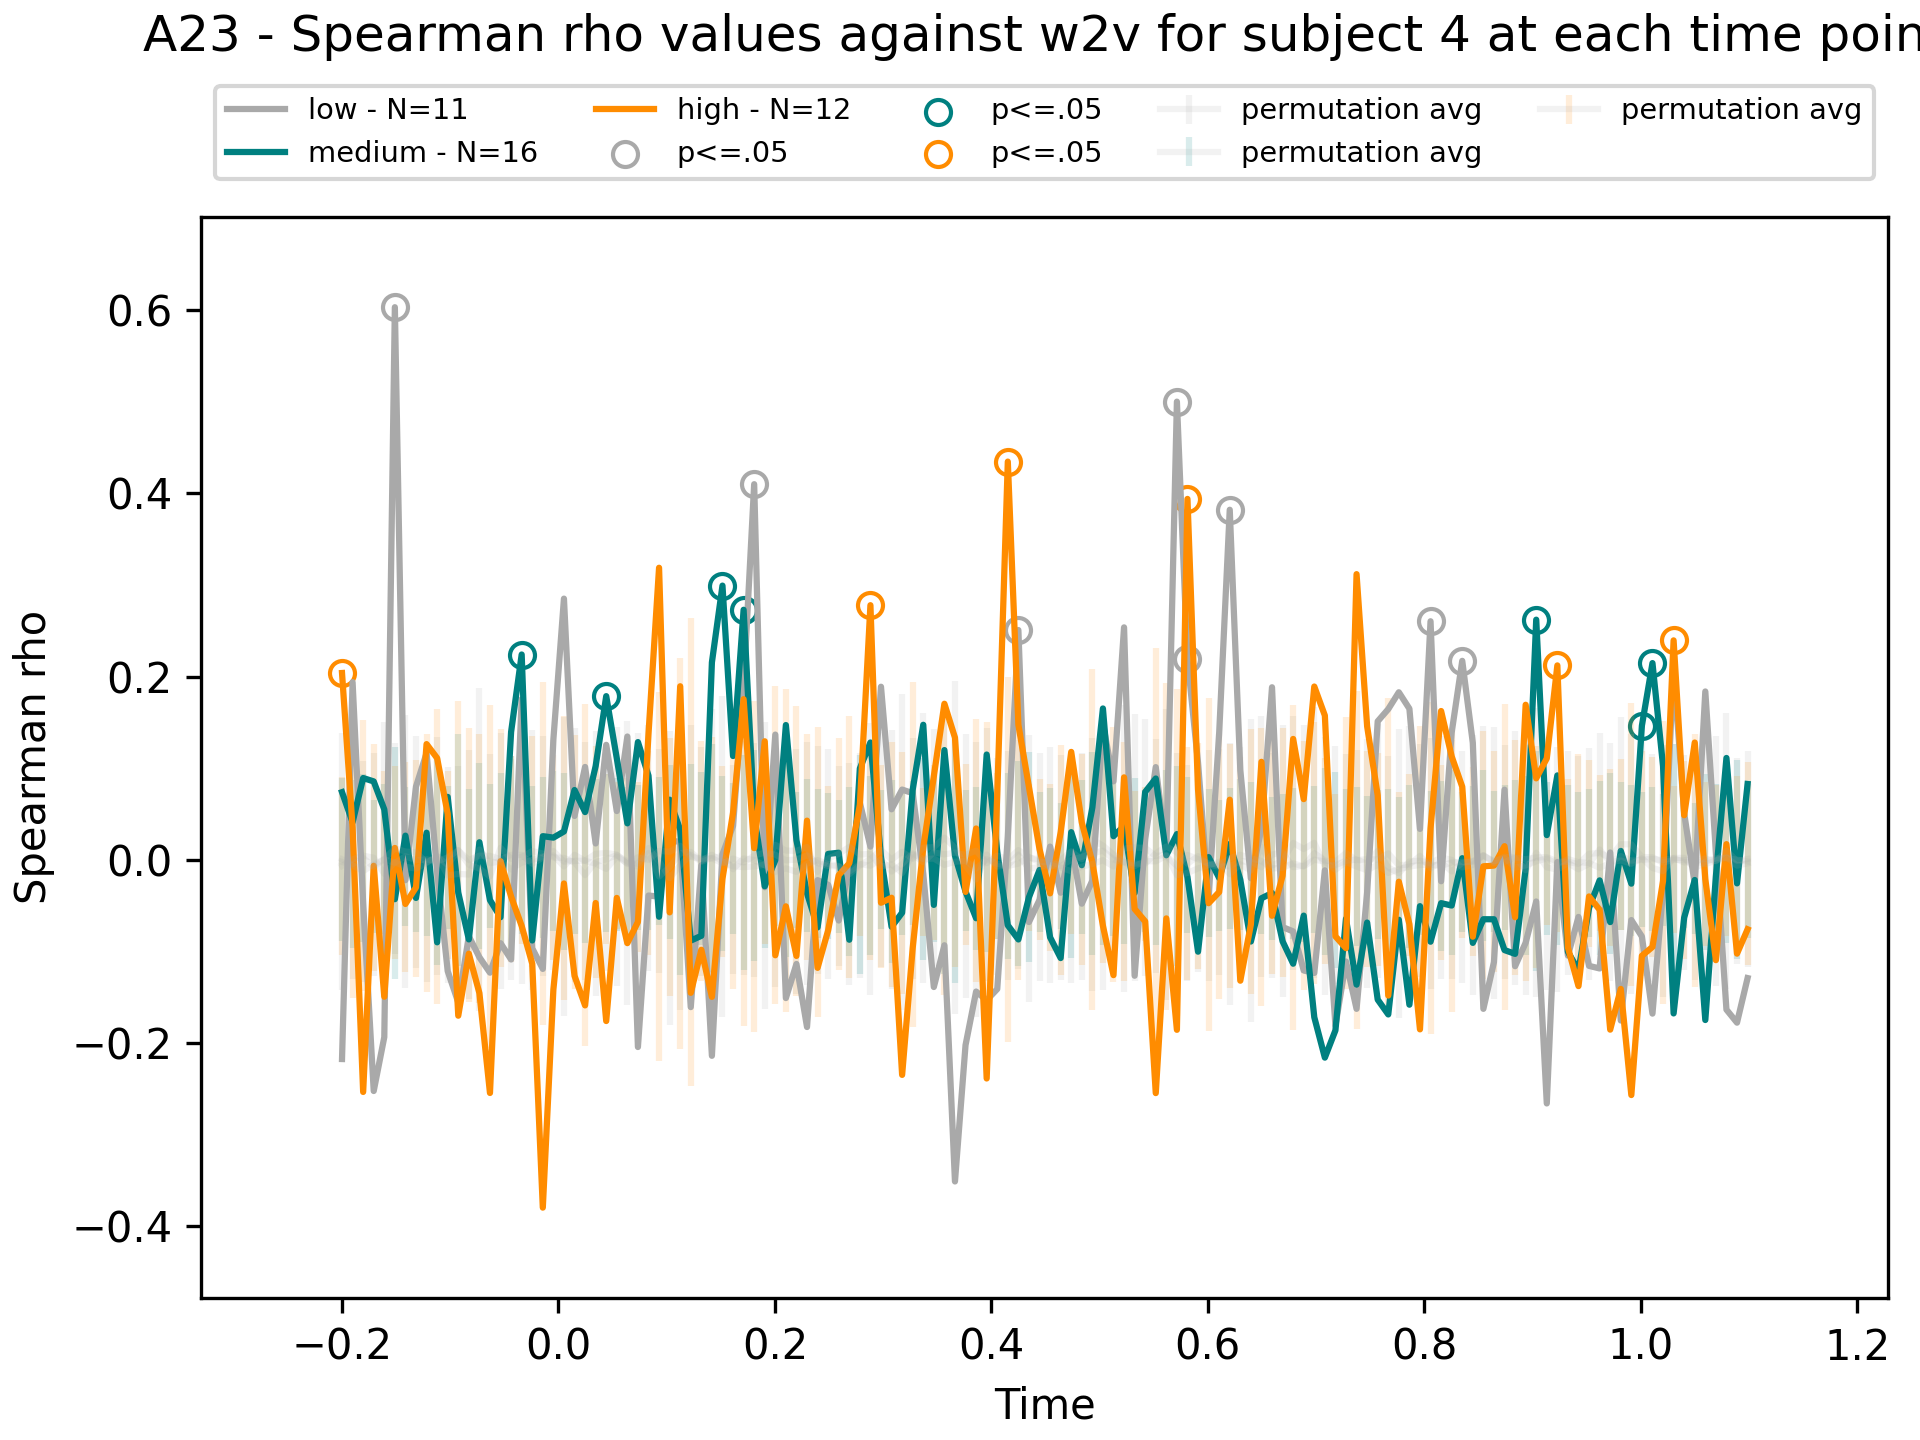 A23 - Spearman rho values against w2v for subject 4 at each time poin
low - N=11
medium - N=16
high - N=12
p<=.05
p<=.05
p<=.05
permutation avg
permutation avg
permutation avg
Spearman rho
0.6
0.4
0.2
0.0
−0.2
−0.4
−0.2
0.0
0.2
0.4
0.6
0.8
1.0
1.2
Time